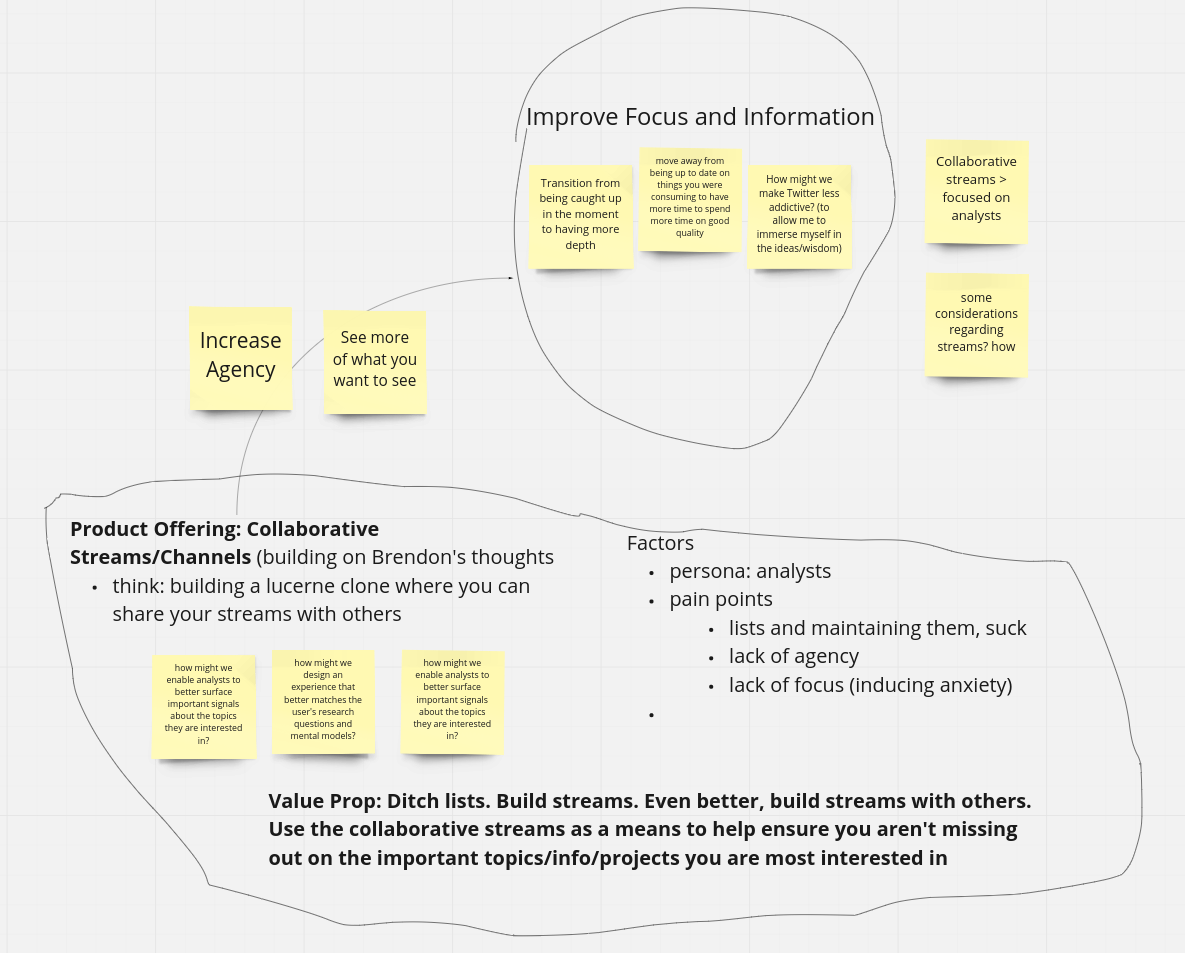 Improve Focus and Information
Transition from
being caught up
in the moment
to having more
depth
move away from
being up to date on
things you were
consuming to have
more time to spend
more time on good
quality
How might we
make Twitter less
addictive? (to
allow me to
immerse myself in
the ideas/wisdom)
Collaborative
streams >
focused on
analysts
some
considerations
regarding
streams? how
Increase
Agency
See more
of what you
want to see
Product Offering: Collaborative
Streams/Channels (building on Brendon's thoughts
• think: building a lucerne clone where you can
share your streams with others
how might we
enable analysts to
better surface
important signals
about the topics
they are interested
in?
how might we
design an
experience that
better matches the
user's research
questions and
mental models?
how might we
enable analysts to
better surface
important signals
about the topics
they are interested
in?
Factors
• persona: analysts
• pain points
• lists and maintaining them, suck
• lack of agency
• lack of focus (inducing anxiety)
•
Value Prop: Ditch lists. Build streams. Even better, build streams with others.
Use the collaborative streams as a means to help ensure you aren't missing
out on the important topics/info/projects you are most interested in